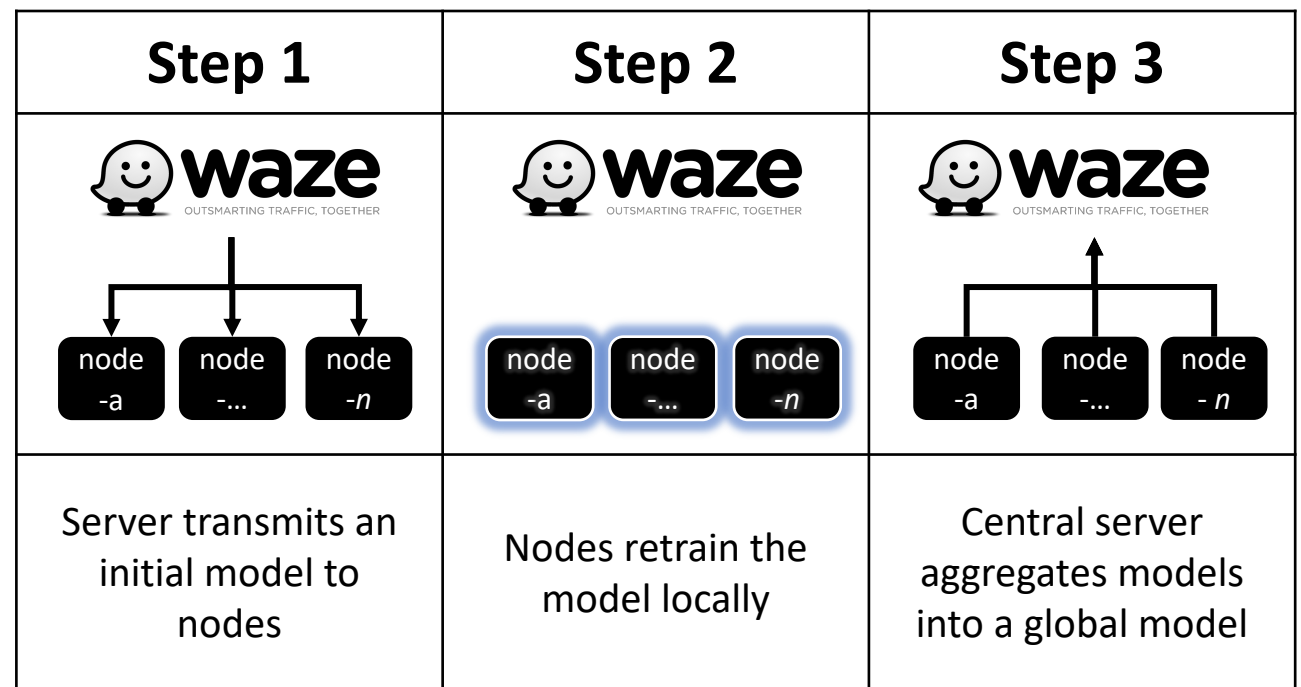 Step 1
Step 2
Step 3
waze
OUTSMARTING TRAFFIC, TOGETHER
waze
OUTSMARTING TRAFFIC, TOGETHER
waze
OUTSMARTING TRAFFIC, TOGETHER
node
-a
node
-...
node
-n
node
-a
node
-...
node
-n
node
-a
node
-...
node
- n
Server transmits an
initial model to
nodes
Nodes retrain the
model locally
Central server
aggregates models
into a global model